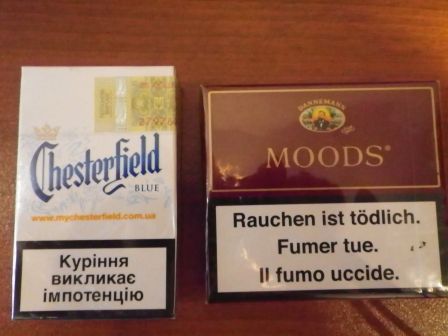 Chesterfield
BLUE
www.mychesterfield.com.ua
Куріння
викликає
імпотенцію
DANNEMANN
MOODS®
Rauchen ist tödlich.
Fumer tue.
Il fumo uccide.